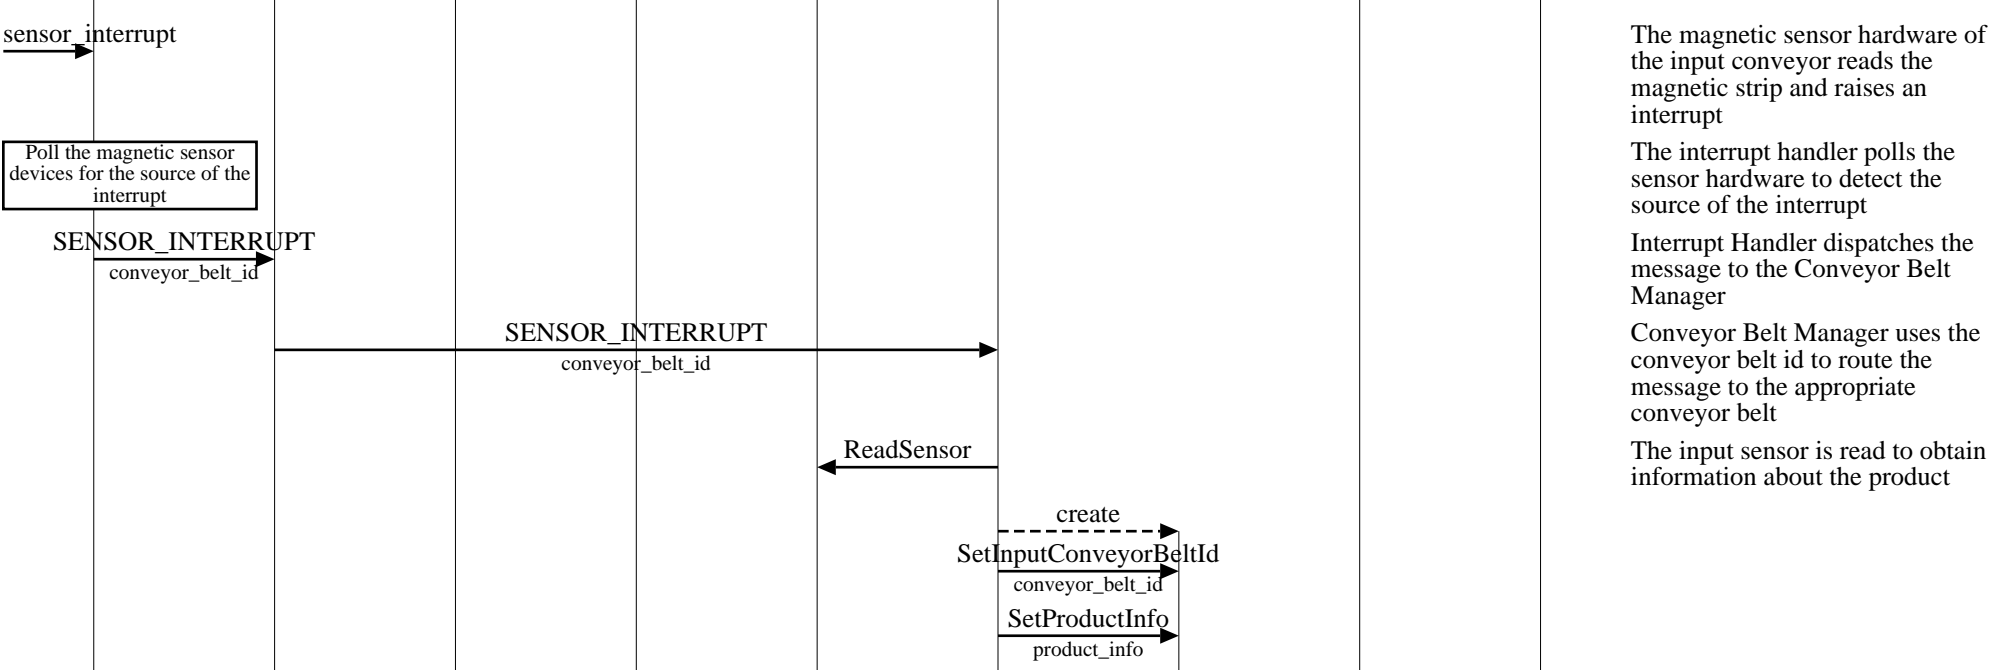 sensor_interrupt
The magnetic sensor hardware of
the input conveyor reads the
magnetic strip and raises an
interrupt
Poll the magnetic sensor
devices for the source of the
interrupt
The interrupt handler polls the
sensor hardware to detect the
source of the interrupt
SENSOR_INTERRUPT
conveyor_belt_id
Interrupt Handler dispatches the
message to the Conveyor Belt
Manager
SENSOR_INTERRUPT
conveyor_belt_id
Conveyor Belt Manager uses the
conveyor belt id to route the
message to the appropriate
conveyor belt
ReadSensor
The input sensor is read to obtain
information about the product
create
SetInputConveyorBeltId
conveyor_belt_id
SetProductInfo
product_info